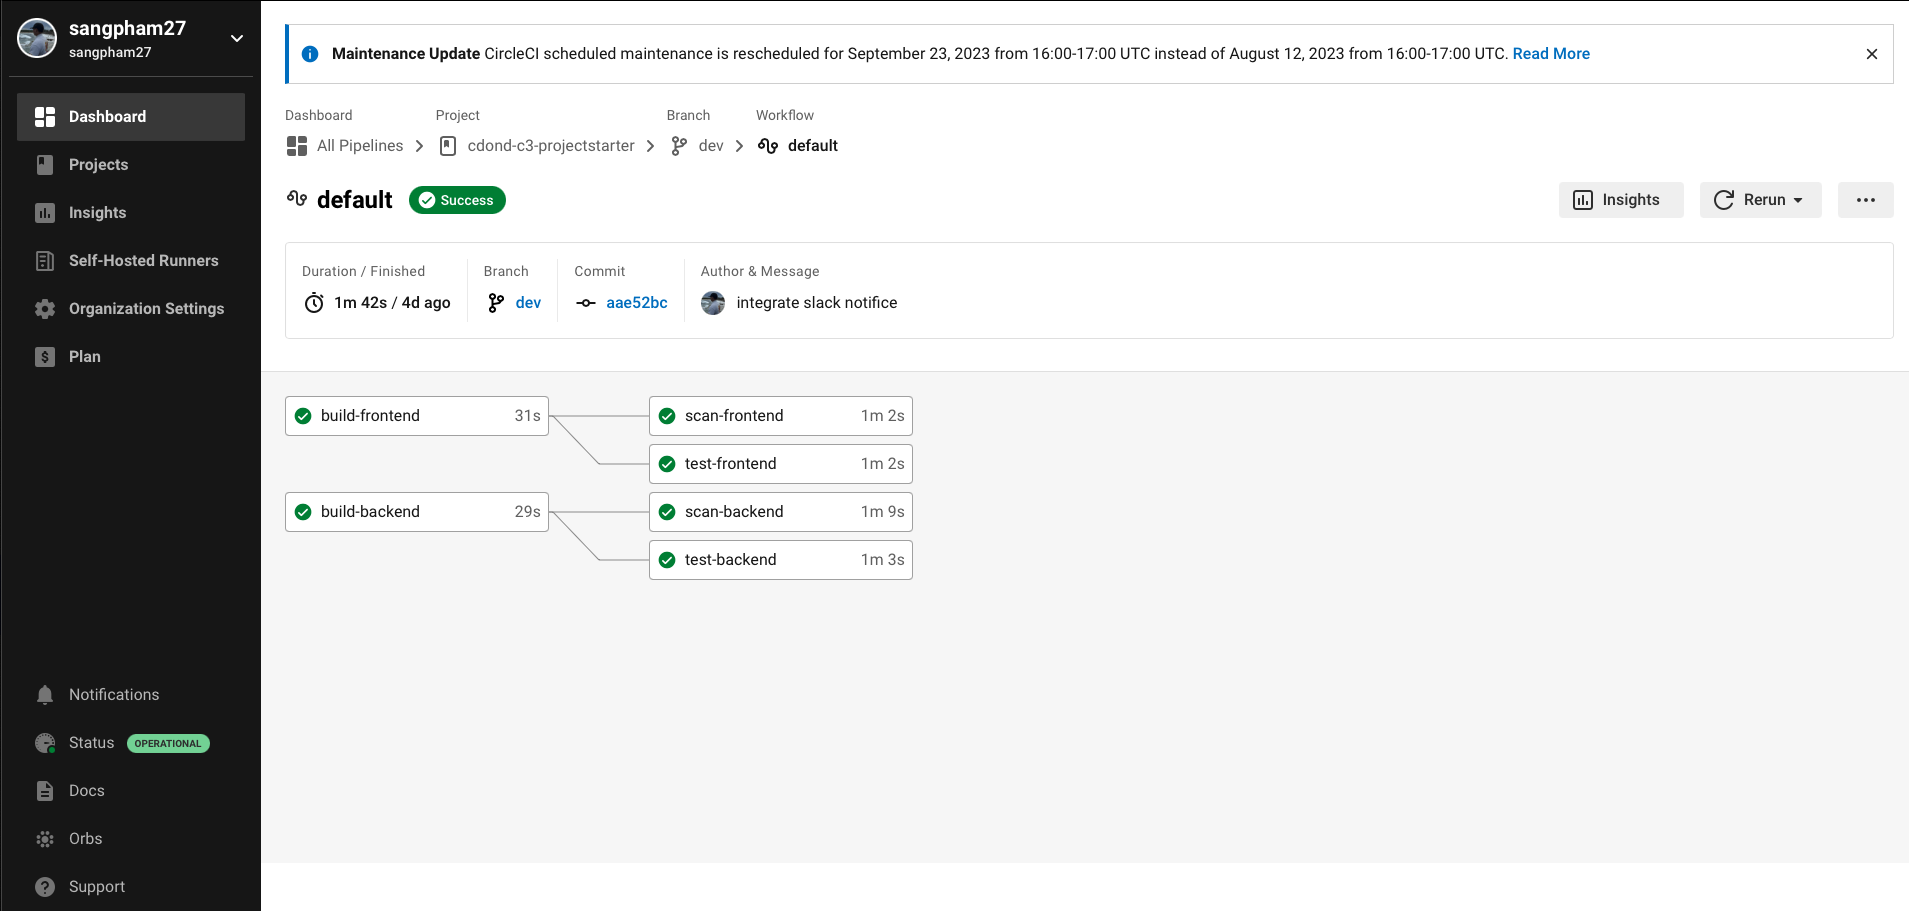 sangpham27
sangpham27
Dashboard
Projects
Insights
Self-Hosted Runners
Organization Settings
Plan
Notifications
Status OPERATIONAL
Docs
Orbs
Support
Maintenance Update CircleCI scheduled maintenance is rescheduled for September 23, 2023 from 16:00-17:00 UTC instead of August 12, 2023 from 16:00-17:00 UTC. Read More
Dashboard Project Branch Workflow
All Pipelines cdond-c3-projectstarter dev default
default Success Insights Rerun
Duration / Finished Branch Commit Author & Message
1m 42s / 4d ago dev aae52bc integrate slack notifice
build-frontend 31s scan-frontend 1m 2s
test-frontend 1m 2s
build-backend 29s scan-backend 1m 9s
test-backend 1m 3s